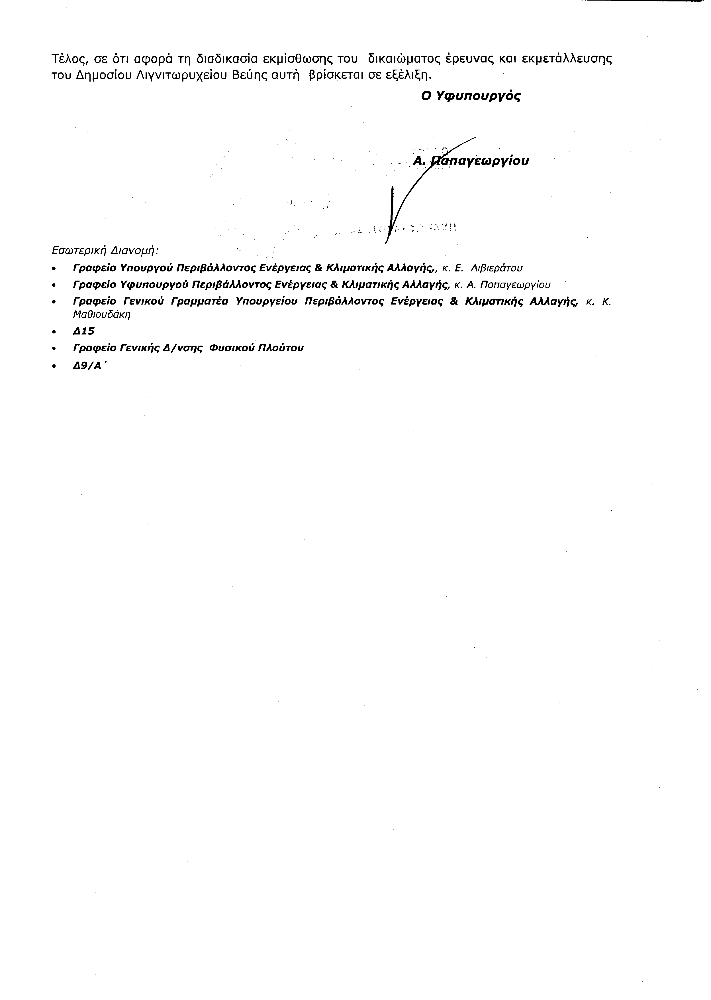 Τέλος, σε ότι αφορά τη διαδικασία εκμίσθωσης του δικαιώματος έρευνας και εκμετάλλευσης
του Δημοσίου Λιγνιτωρυχείου Βεύης αυτή βρίσκεται σε εξέλιξη.
Ο Υφυπουργός
Α. Παπαγεωργίου
Εσωτερική Διανομή:
• Γραφείο Υπουργού Περιβάλλοντος Ενέργειας & Κλιματικής Αλλαγής,, κ. Ε. Λιβιεράτου
• Γραφείο Υφυπουργού Περιβάλλοντος Ενέργειας & Κλιματικής Αλλαγής, κ. Α. Παπαγεωργίου
• Γραφείο Γενικού Γραμματέα Υπουργείου Περιβάλλοντος Ενέργειας & Κλιματικής Αλλαγής, κ. Κ.
Μαθιουδάκη
• Δ15
• Γραφείο Γενικής Δ/νσης Φυσικού Πλούτου
• Δ9/Α΄